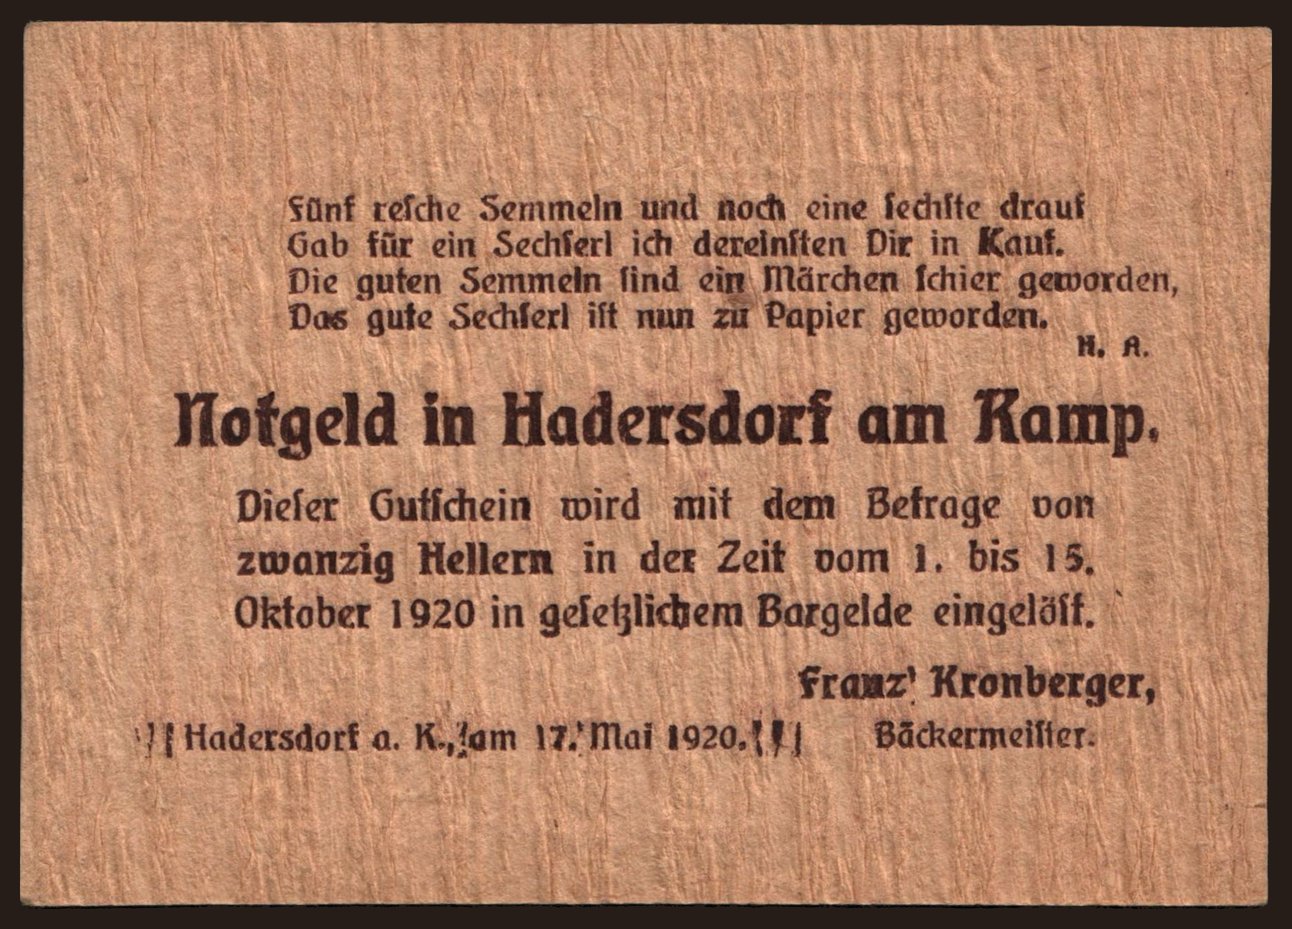 Fünf reſche Semmeln und noch eine ſechſte drauf
Gab für ein Sechſerl ich dereinſten Dir in Kauf.
Die guten Semmeln ſind ein Märchen ſchier geworden,
Das gute Sechſerl iſt nun zu Papier geworden.
H. A.
Notgeld in Hadersdorf am Kamp.
Dieſer Gutſchein wird mit dem Betrage von
zwanzig Hellern in der Zeit vom 1. bis 15.
Oktober 1920 in geſetzlichem Bargelde eingelöſt.
Franz Kronberger,
Hadersdorf a. K., am 17. Mai 1920. Bäckermeiſter.